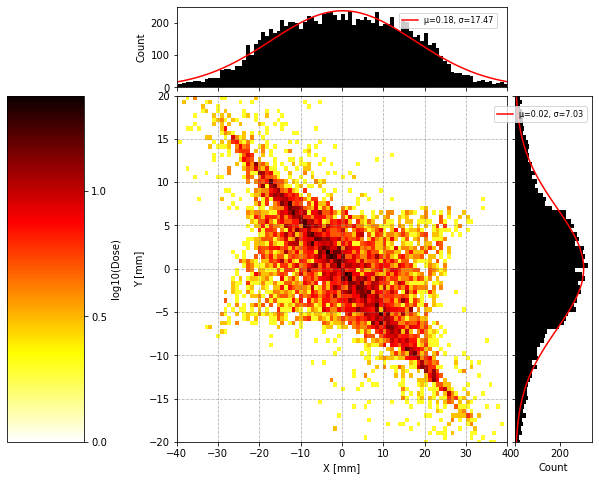 200
100
0
Count
μ=0.18, σ=17.47
1.0
0.5
0.0
log10(Dose)
20
15
10
5
0
−5
−10
−15
−20
Y [mm]
μ=0.02, σ=7.03
−40 −30 −20 −10 0 10 20 30 40
X [mm]
0 200
Count